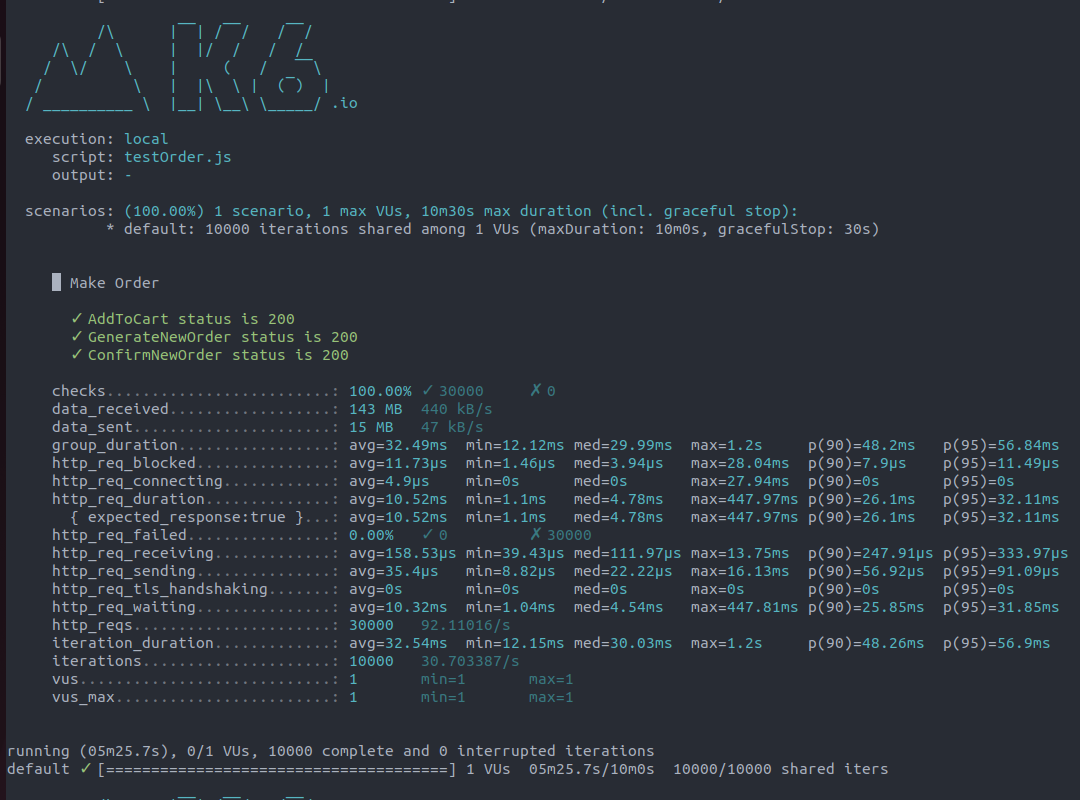 K6 .io
execution: local
script: testOrder.js
output: -
scenarios: (100.00%) 1 scenario, 1 max VUs, 10m30s max duration (incl. graceful stop):
* default: 10000 iterations shared among 1 VUs (maxDuration: 10m0s, gracefulStop: 30s)
█ Make Order
✓ AddToCart status is 200
✓ GenerateNewOrder status is 200
✓ ConfirmNewOrder status is 200
checks.........................: 100.00% ✓ 30000 ✗ 0
data_received..................: 143 MB 440 kB/s
data_sent......................: 15 MB 47 kB/s
group_duration.................: avg=32.49ms min=12.12ms med=29.99ms max=1.2s p(90)=48.2ms p(95)=56.84ms
http_req_blocked...............: avg=11.73µs min=1.46µs med=3.94µs max=28.04ms p(90)=7.9µs p(95)=11.49µs
http_req_connecting............: avg=4.9µs min=0s med=0s max=27.94ms p(90)=0s p(95)=0s
http_req_duration..............: avg=10.52ms min=1.1ms med=4.78ms max=447.97ms p(90)=26.1ms p(95)=32.11ms
{ expected_response:true }...: avg=10.52ms min=1.1ms med=4.78ms max=447.97ms p(90)=26.1ms p(95)=32.11ms
http_req_failed................: 0.00% ✓ 0 ✗ 30000
http_req_receiving.............: avg=158.53µs min=39.43µs med=111.97µs max=13.75ms p(90)=247.91µs p(95)=333.97µs
http_req_sending...............: avg=35.4µs min=8.82µs med=22.22µs max=16.13ms p(90)=56.92µs p(95)=91.09µs
http_req_tls_handshaking.......: avg=0s min=0s med=0s max=0s p(90)=0s p(95)=0s
http_req_waiting...............: avg=10.32ms min=1.04ms med=4.54ms max=447.81ms p(90)=25.85ms p(95)=31.85ms
http_reqs......................: 30000 92.11016/s
iteration_duration.............: avg=32.54ms min=12.15ms med=30.03ms max=1.2s p(90)=48.26ms p(95)=56.9ms
iterations.....................: 10000 30.703387/s
vus............................: 1 min=1 max=1
vus_max........................: 1 min=1 max=1
running (05m25.7s), 0/1 VUs, 10000 complete and 0 interrupted iterations
default ✓ [======================================] 1 VUs 05m25.7s/10m0s 10000/10000 shared iters